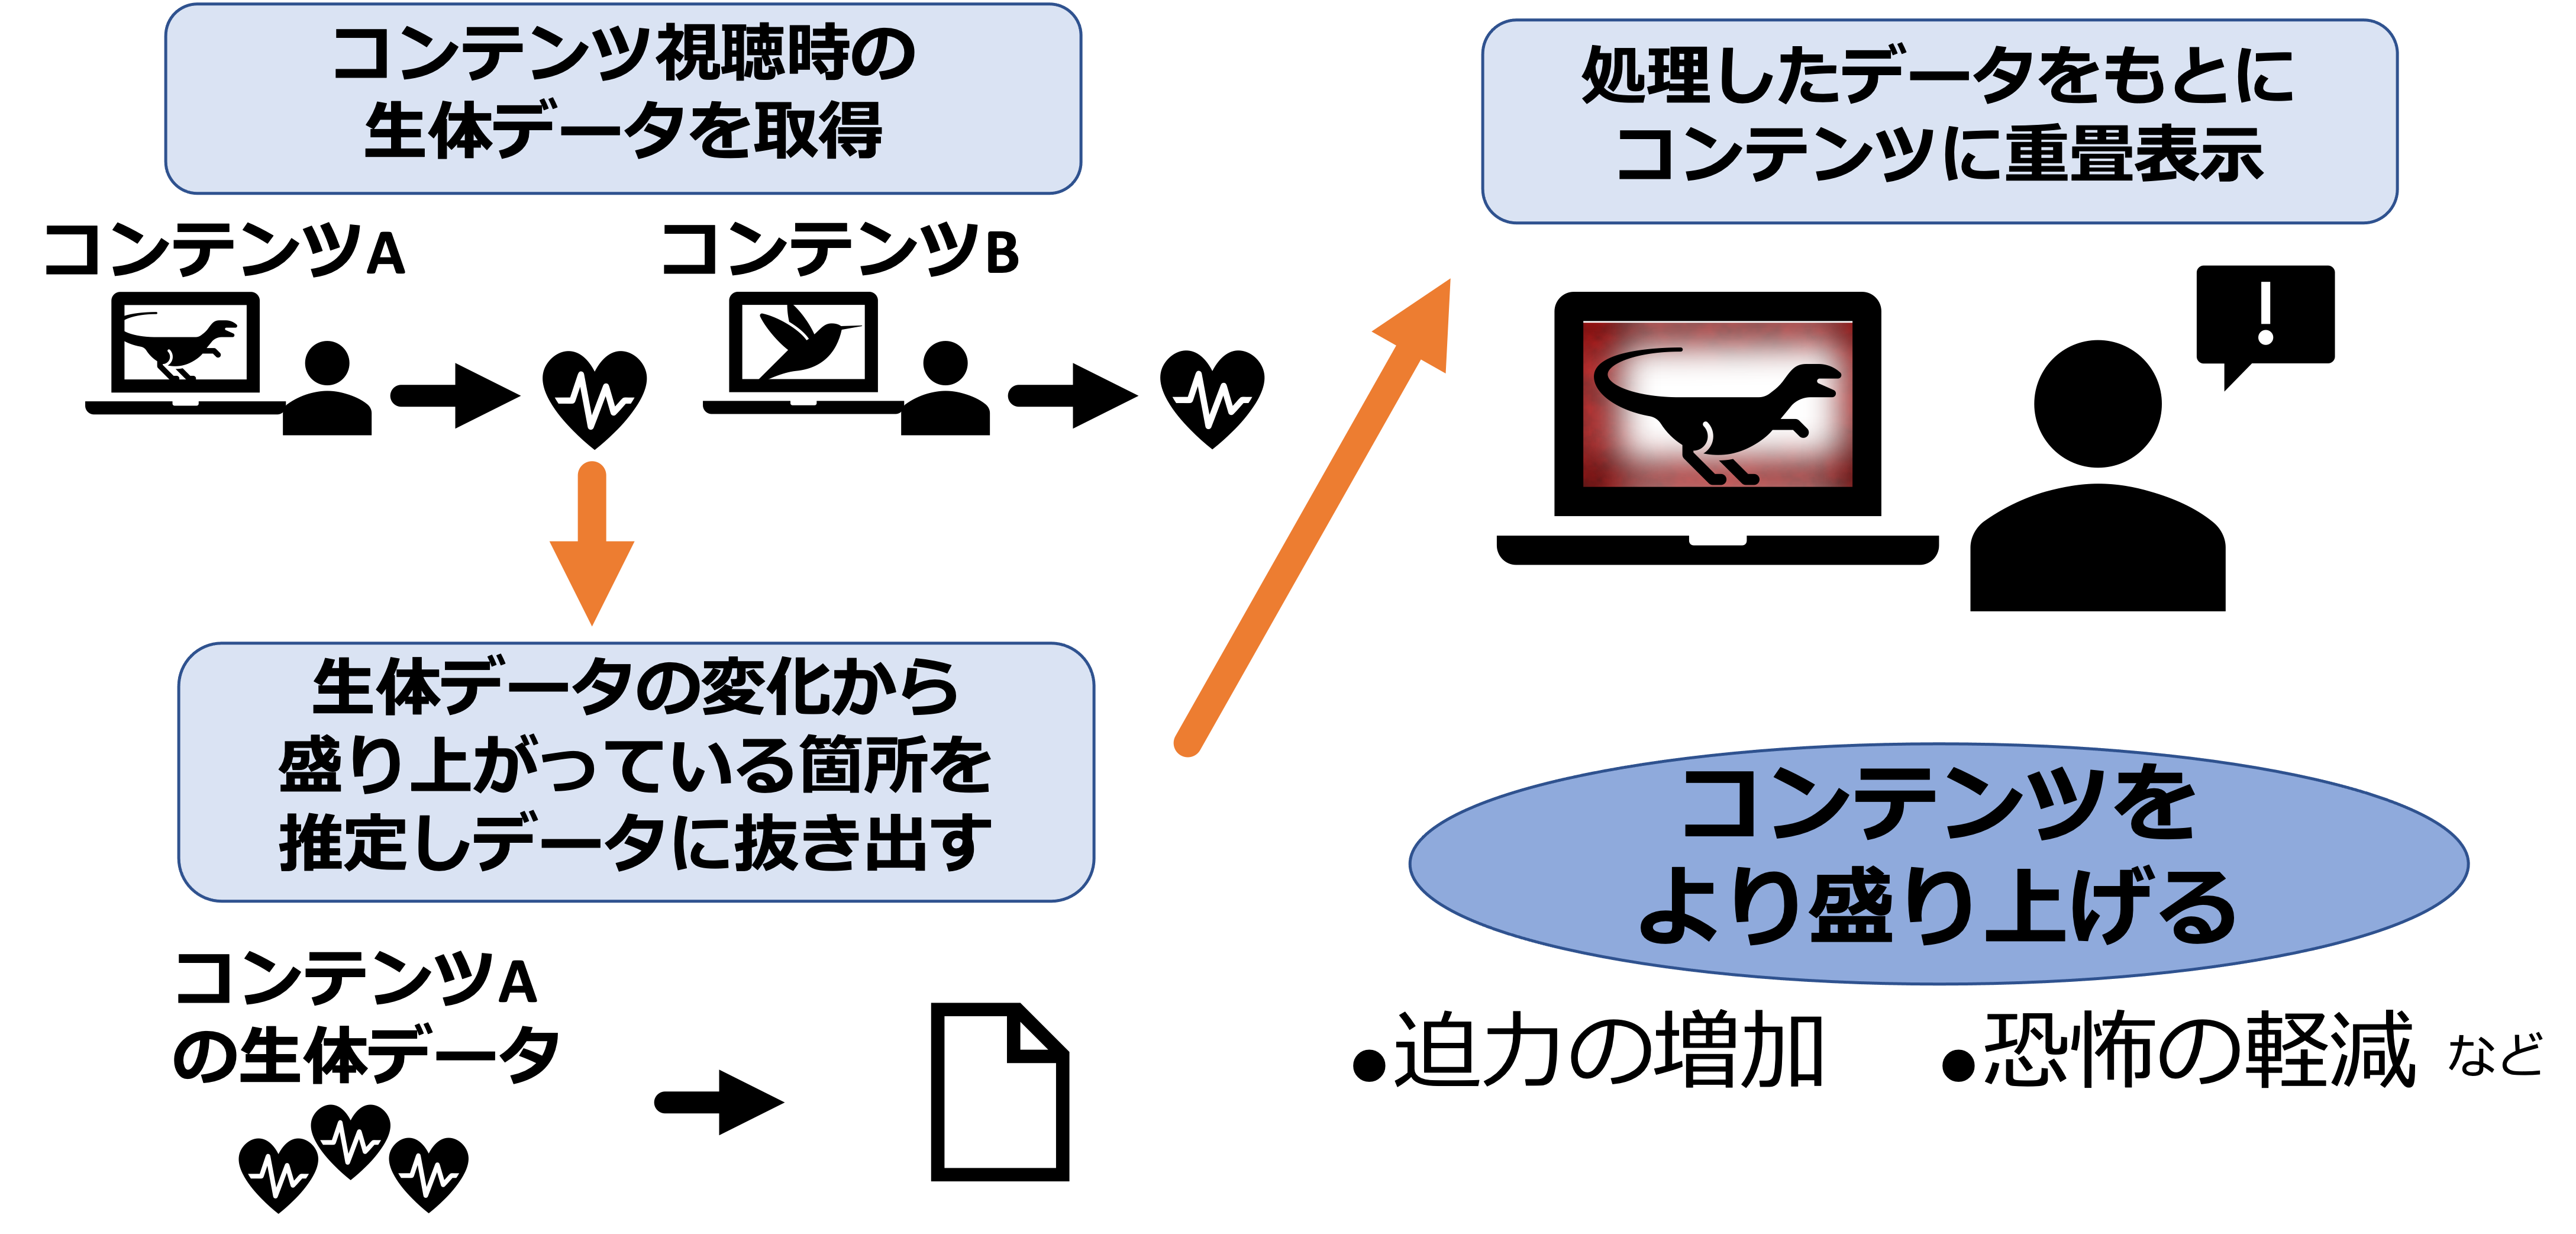 コンテンツ視聴時の
生体データを取得
コンテンツA
コンテンツB
生体データの変化から
盛り上がっている箇所を
推定しデータに抜き出す
コンテンツA
の生体データ
処理したデータをもとに
コンテンツに重畳表示
!
コンテンツを
より盛り上げる
●迫力の増加
●恐怖の軽減 など